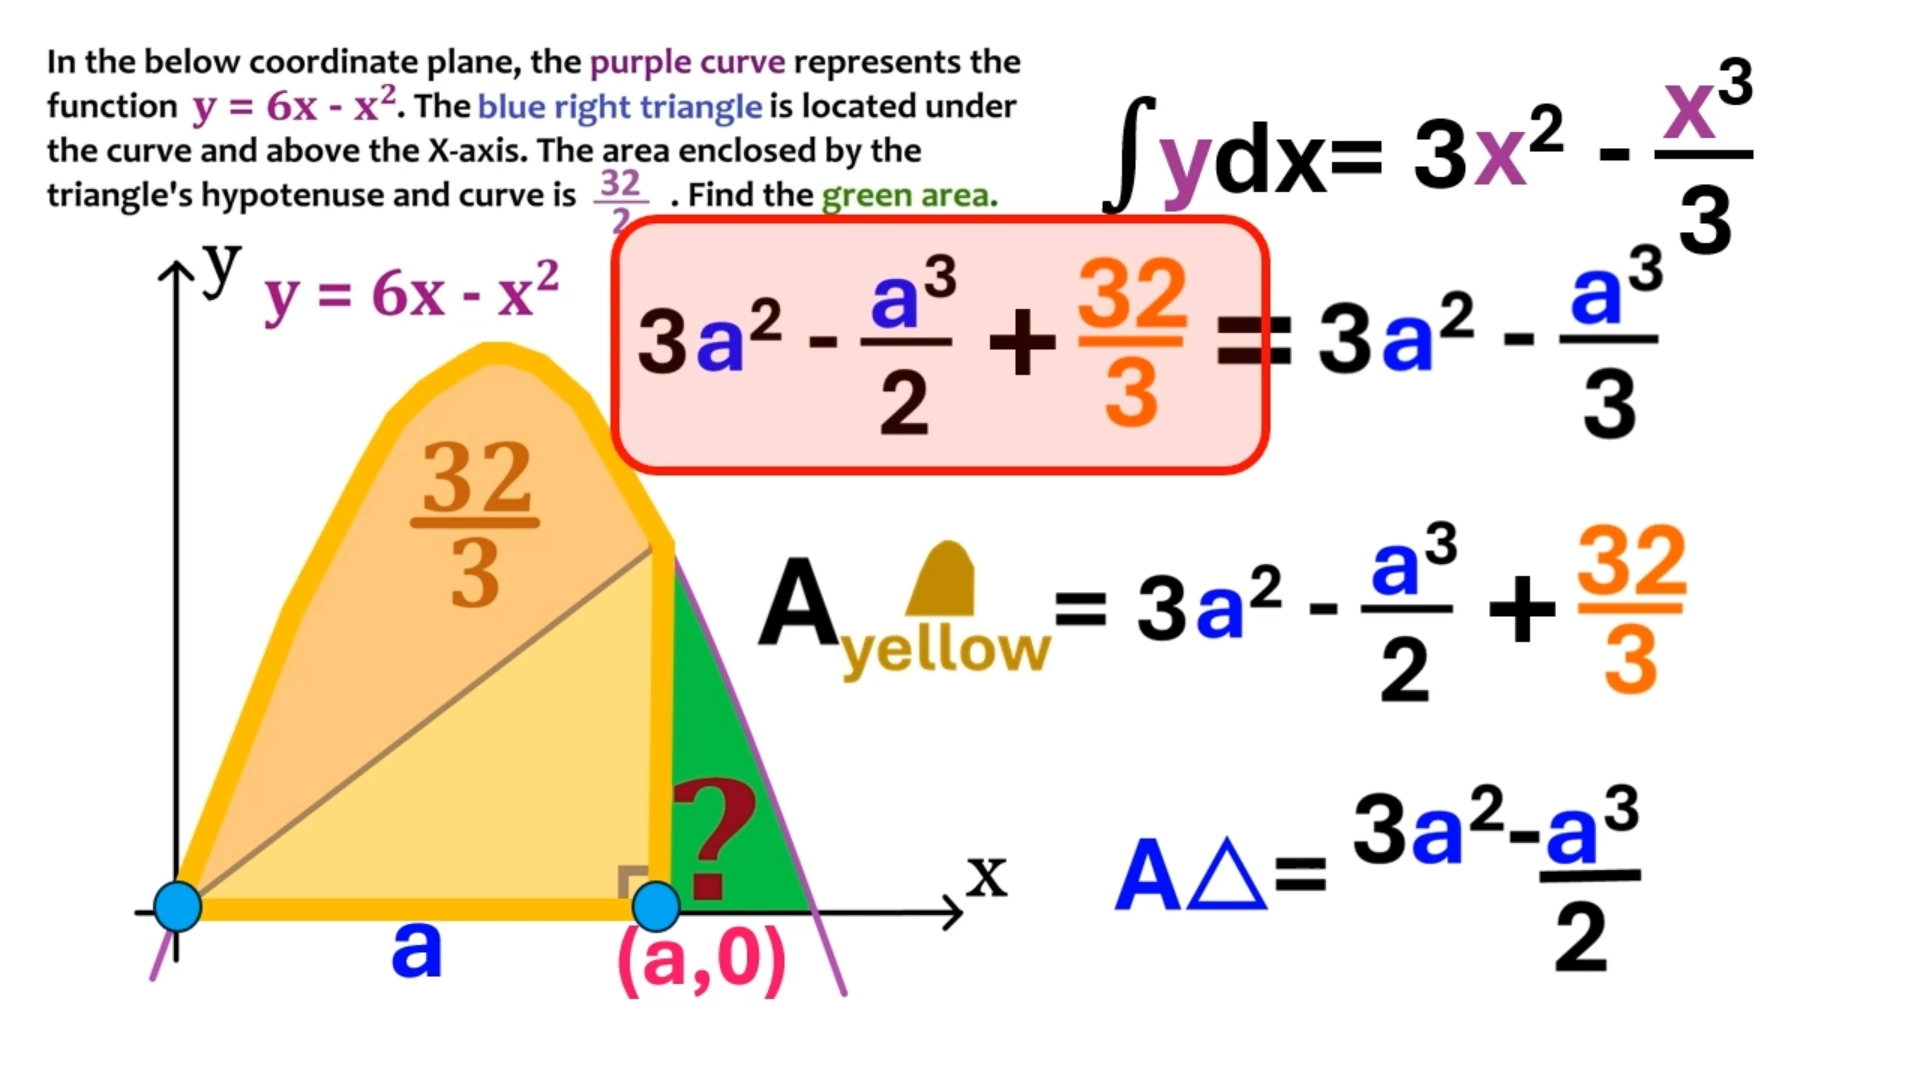 In the below coordinate plane, the purple curve represents the
function y = 6x - x². The blue right triangle is located under
the curve and above the X-axis. The area enclosed by the
triangle's hypotenuse and curve is 32/2 . Find the green area.
∫ydx= 3x² - x³/3
y
y = 6x - x²
3a² - a³/2 + 32/3 = 3a² - a³/3
32/3
A yellow = 3a² - a³/2 + 32/3
?
A△= 3a²-a³/2
x
a
(a,0)